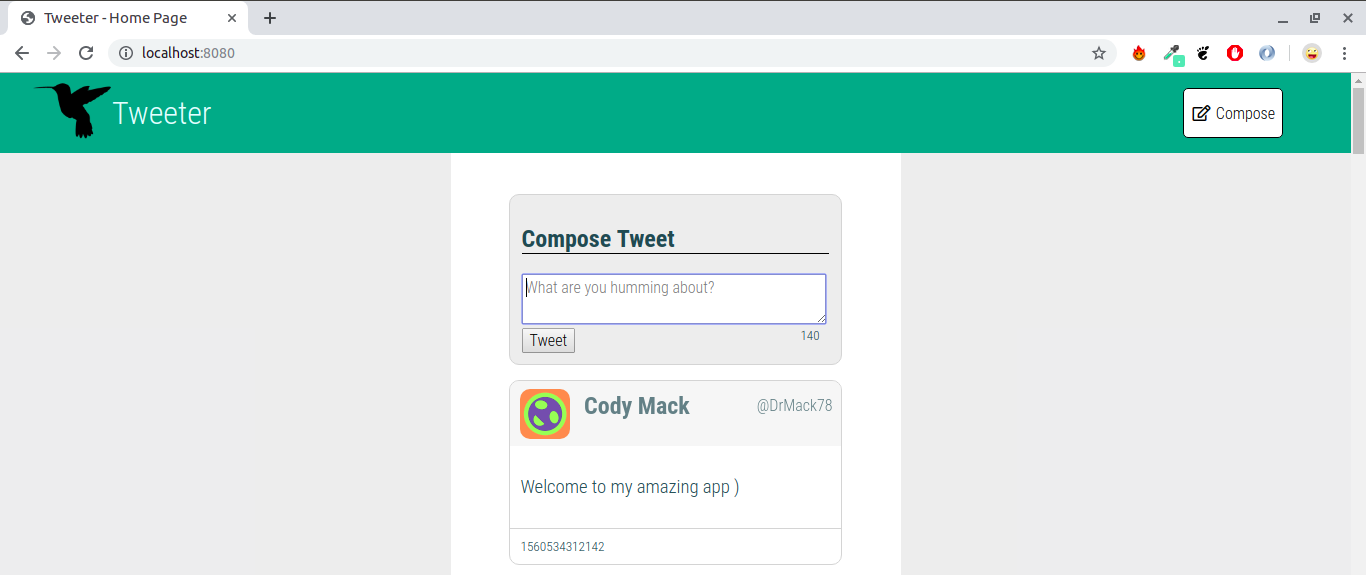 Tweeter - Home Page
localhost:8080
Tweeter
Compose
Compose Tweet
What are you humming about?
Tweet
140
Cody Mack
@DrMack78
Welcome to my amazing app )
1560534312142